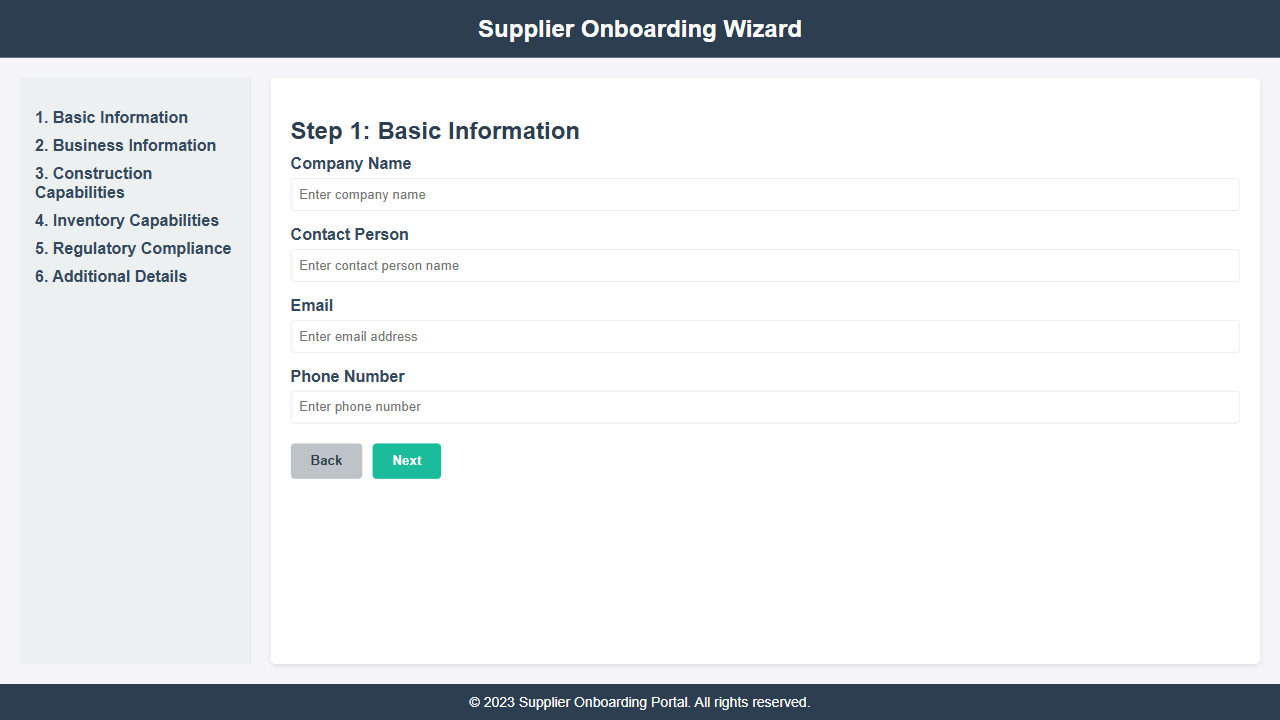 Supplier Onboarding Wizard
1. Basic Information
2. Business Information
3. Construction
Capabilities
4. Inventory Capabilities
5. Regulatory Compliance
6. Additional Details
Step 1: Basic Information
Company Name
Enter company name
Contact Person
Enter contact person name
Email
Enter email address
Phone Number
Enter phone number
Back
Next
© 2023 Supplier Onboarding Portal. All rights reserved.